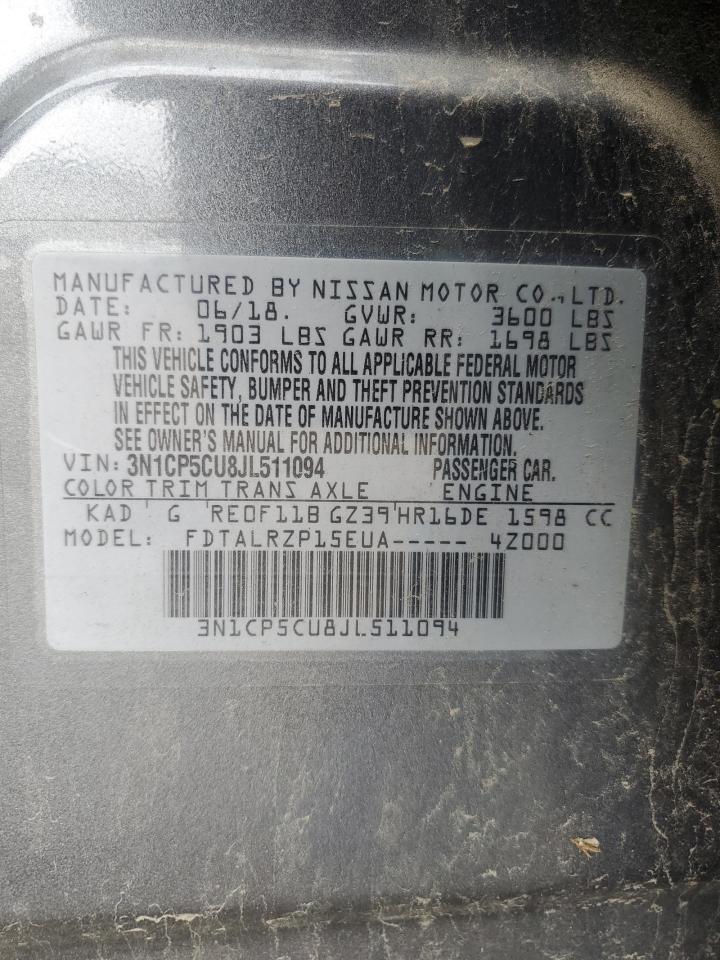 MANUFACTURED BY NISSAN MOTOR CO., LTD.
DATE: 06/18. GVWR: 3600 LBS
GAWR FR: 1903 LBS GAWR RR: 1698 LBS
THIS VEHICLE CONFORMS TO ALL APPLICABLE FEDERAL MOTOR
VEHICLE SAFETY, BUMPER AND THEFT PREVENTION STANDARDS
IN EFFECT ON THE DATE OF MANUFACTURE SHOWN ABOVE.
SEE OWNER'S MANUAL FOR ADDITIONAL INFORMATION.
VIN: 3N1CP5CU8JL511094 PASSENGER CAR.
COLOR TRIM TRANS AXLE ENGINE
KAD G RE0F11B GZ39 HR16DE 1598 CC
MODEL: FDTALRZP15EUA----- 4Z000
3N1CP5CU8JL511094